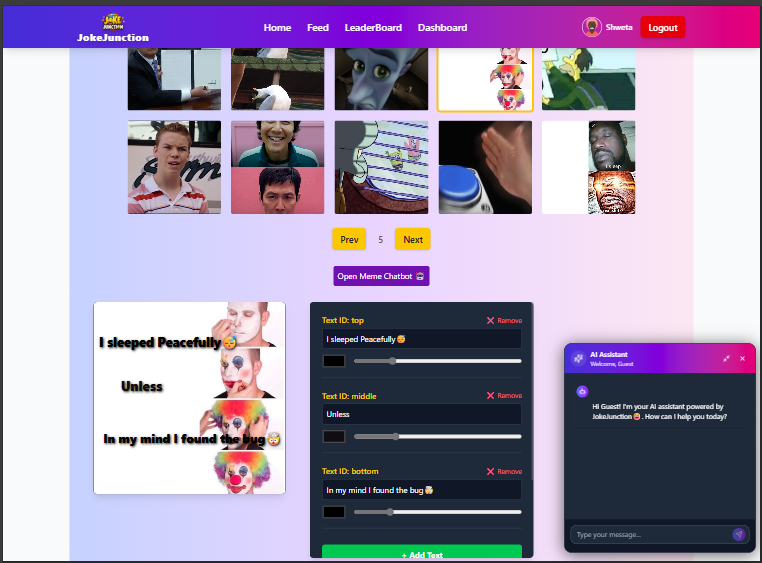 JOKE
JUNCTION
JokeJunction
Home
Feed
LeaderBoard
Dashboard
Shweta
Logout
Prev
5
Next
Open Meme Chatbot
I sleeped Peacefully😴
Unless
In my mind I found the bug🤯
Text ID: top
❌ Remove
I sleeped Peacefully😴
Text ID: middle
❌ Remove
Unless
Text ID: bottom
❌ Remove
In my mind I found the bug🤯
+ Add Text
AI Assistant
Welcome, Guest
Hi Guest! I'm your AI assistant powered by
JokeJunction😜. How can I help you today?
Type your message...